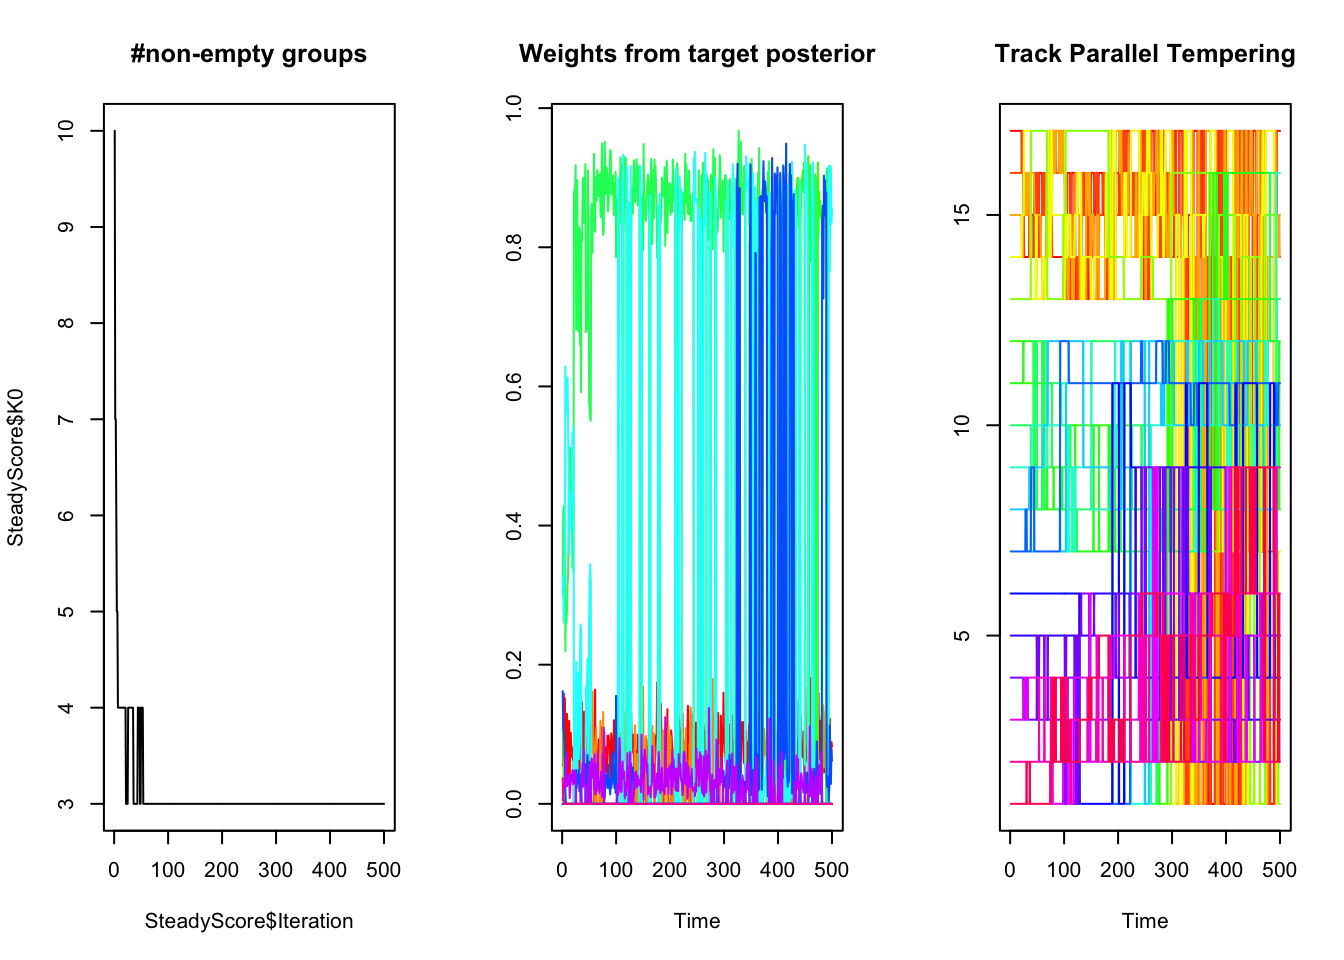 #non-empty groups
SteadyScore$K0
10
9
8
7
6
5
4
3
0 100 200 300 400 500
SteadyScore$Iteration
Weights from target posterior
1.0
0.8
0.6
0.4
0.2
0.0
0 100 200 300 400 500
Time
Track Parallel Tempering
15
10
5
0 100 200 300 400 500
Time